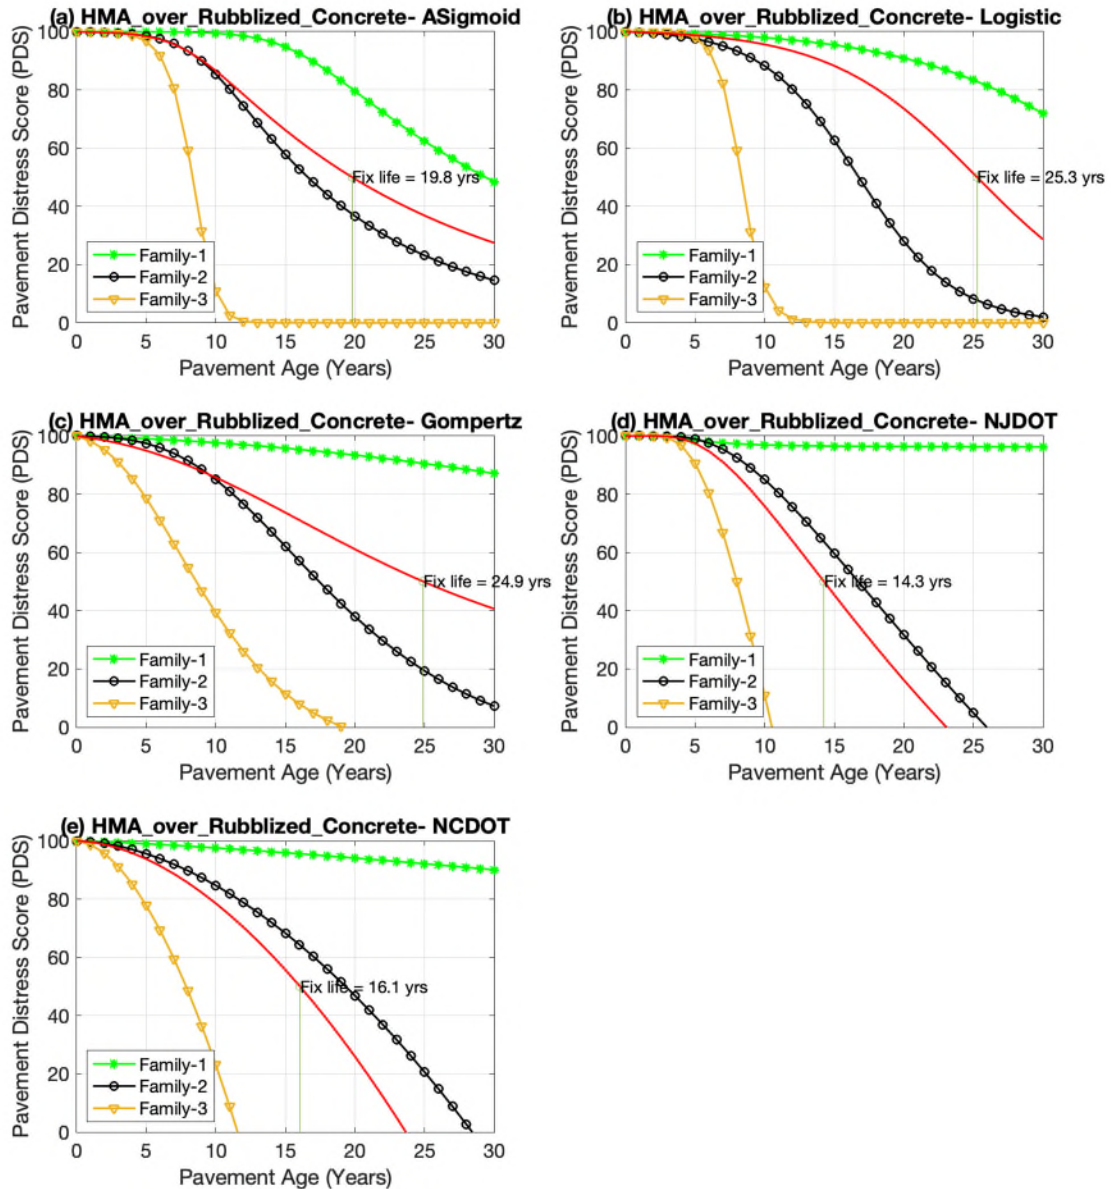 (a) HMA_over_Rubblized_Concrete- ASigmoid
Pavement Distress Score (PDS)
100
80
60
40
20
0
Fix life = 19.8 yrs
Family-1
Family-2
Family-3
0 5 10 15 20 25 30
Pavement Age (Years)
(b) HMA_over_Rubblized_Concrete- Logistic
Pavement Distress Score (PDS)
100
80
60
40
20
0
Fix life = 25.3 yrs
Family-1
Family-2
Family-3
0 5 10 15 20 25 30
Pavement Age (Years)
(c) HMA_over_Rubblized_Concrete- Gompertz
Pavement Distress Score (PDS)
100
80
60
40
20
0
Fix life = 24.9 yrs
Family-1
Family-2
Family-3
0 5 10 15 20 25 30
Pavement Age (Years)
(d) HMA_over_Rubblized_Concrete- NJDOT
Pavement Distress Score (PDS)
100
80
60
40
20
0
Fix life = 14.3 yrs
Family-1
Family-2
Family-3
0 5 10 15 20 25 30
Pavement Age (Years)
(e) HMA_over_Rubblized_Concrete- NCDOT
Pavement Distress Score (PDS)
100
80
60
40
20
0
Fix life = 16.1 yrs
Family-1
Family-2
Family-3
0 5 10 15 20 25 30
Pavement Age (Years)